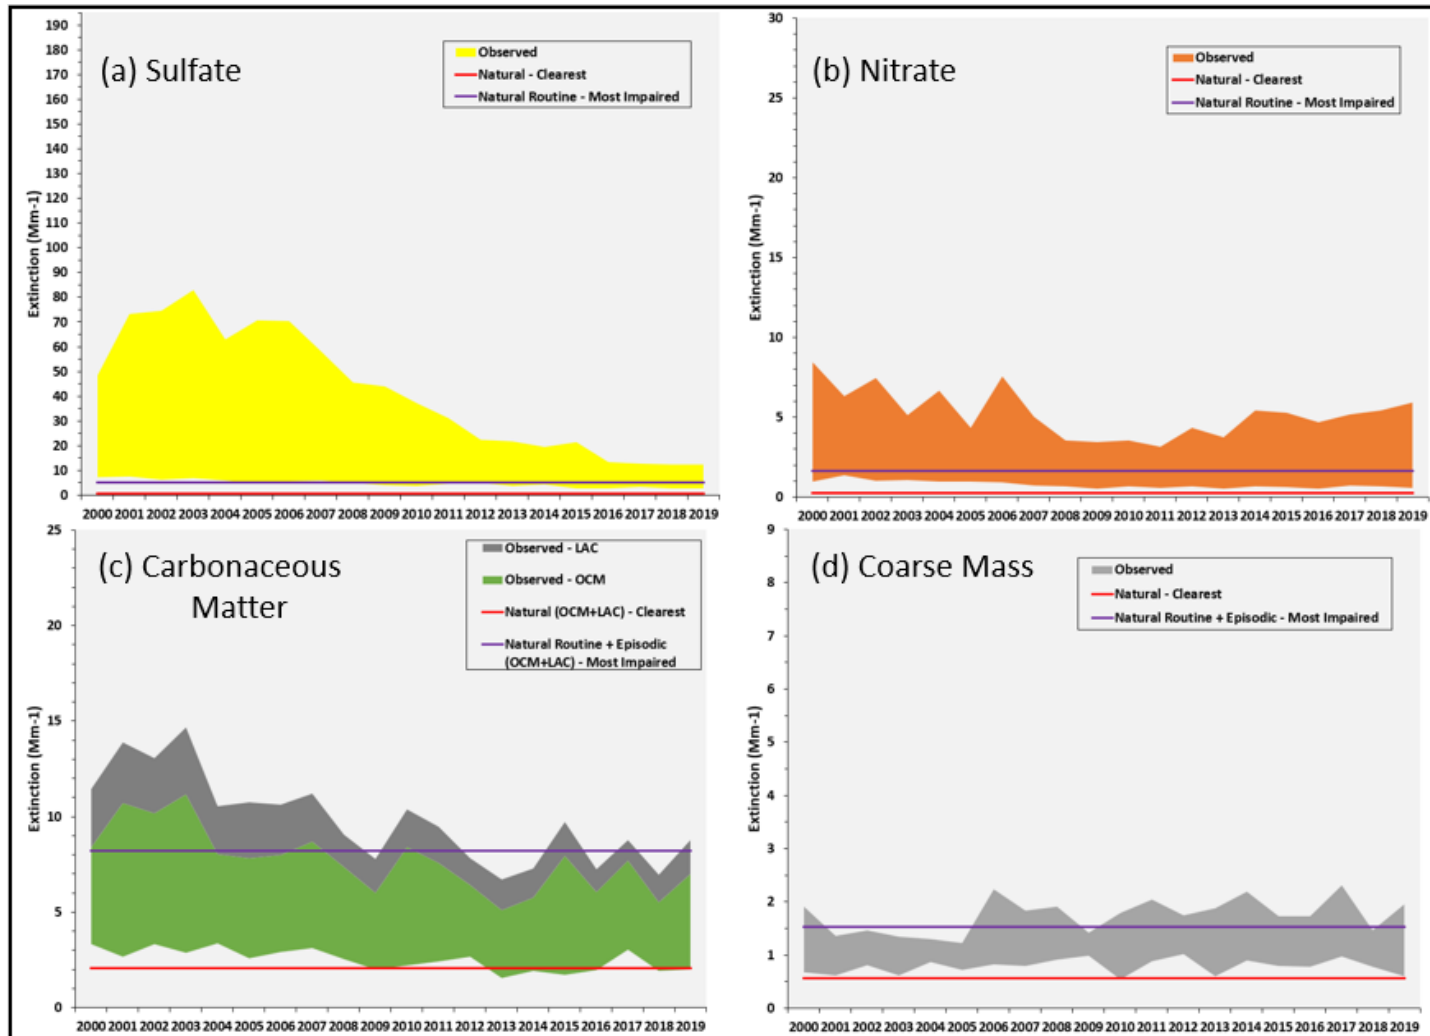 (a) Sulfate
Observed
Natural - Clearest
Natural Routine - Most Impaired
Extinction (Mm-1)
190
180
170
160
150
140
130
120
110
100
90
80
70
60
50
40
30
20
10
0
2000 2001 2002 2003 2004 2005 2006 2007 2008 2009 2010 2011 2012 2013 2014 2015 2016 2017 2018 2019
(b) Nitrate
Observed
Natural - Clearest
Natural Routine - Most Impaired
Extinction (Mm-1)
30
25
20
15
10
5
0
2000 2001 2002 2003 2004 2005 2006 2007 2008 2009 2010 2011 2012 2013 2014 2015 2016 2017 2018 2019
(c) Carbonaceous
Matter
Observed - LAC
Observed - OCM
Natural (OCM+LAC) - Clearest
Natural Routine + Episodic
(OCM+LAC) - Most Impaired
Extinction (Mm-1)
25
20
15
10
5
0
2000 2001 2002 2003 2004 2005 2006 2007 2008 2009 2010 2011 2012 2013 2014 2015 2016 2017 2018 2019
(d) Coarse Mass
Observed
Natural - Clearest
Natural Routine + Episodic - Most Impaired
Extinction (Mm-1)
9
8
7
6
5
4
3
2
1
0
2000 2001 2002 2003 2004 2005 2006 2007 2008 2009 2010 2011 2012 2013 2014 2015 2016 2017 2018 2019